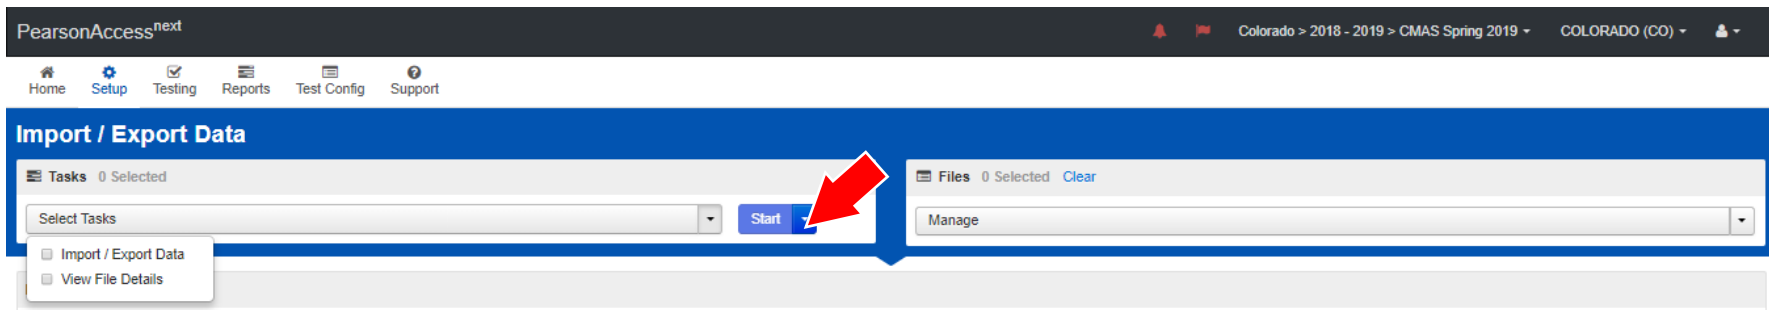 PearsonAccessnext
Colorado > 2018 - 2019 > CMAS Spring 2019
COLORADO (CO)
Home
Setup
Testing
Reports
Test Config
Support
Import / Export Data
Tasks 0 Selected
Files 0 Selected Clear
Select Tasks
Start
Manage
Import / Export Data
View File Details